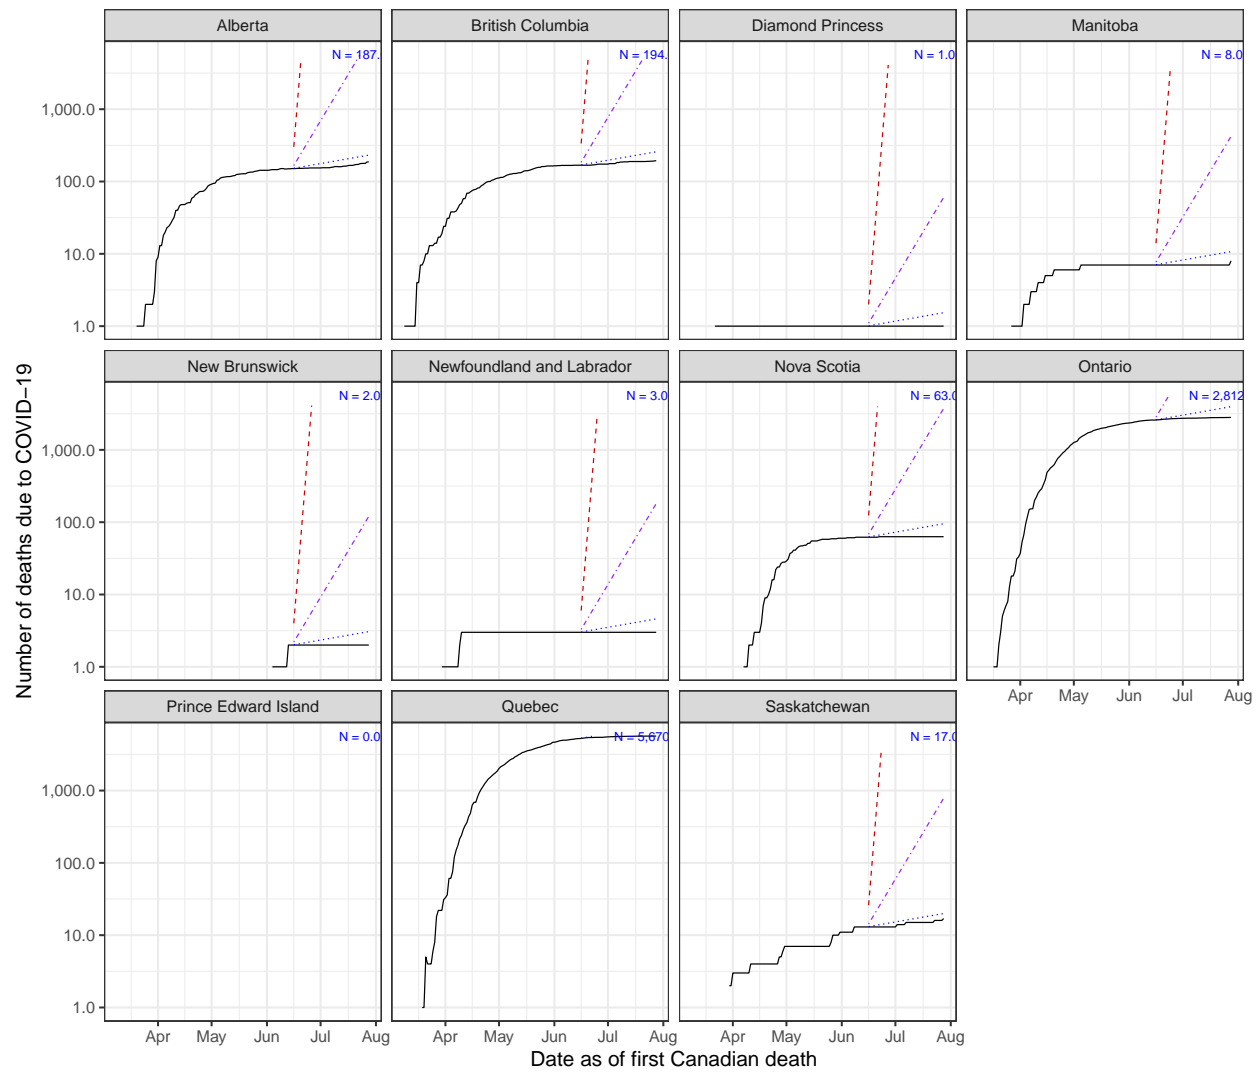 Number of deaths due to COVID−19
Alberta
British Columbia
Diamond Princess
Manitoba
N = 187.
N = 194.
N = 1.0
N = 8.0
1,000.0
100.0
10.0
1.0
New Brunswick
Newfoundland and Labrador
Nova Scotia
Ontario
N = 2.0
N = 3.0
N = 63.0
N = 2,812
1,000.0
100.0
10.0
1.0
Apr May Jun Jul Aug
Prince Edward Island
Quebec
Saskatchewan
N = 0.0
N = 5,670
N = 17.0
1,000.0
100.0
10.0
1.0
Apr May Jun Jul Aug
Apr May Jun Jul Aug
Apr May Jun Jul Aug
Date as of first Canadian death